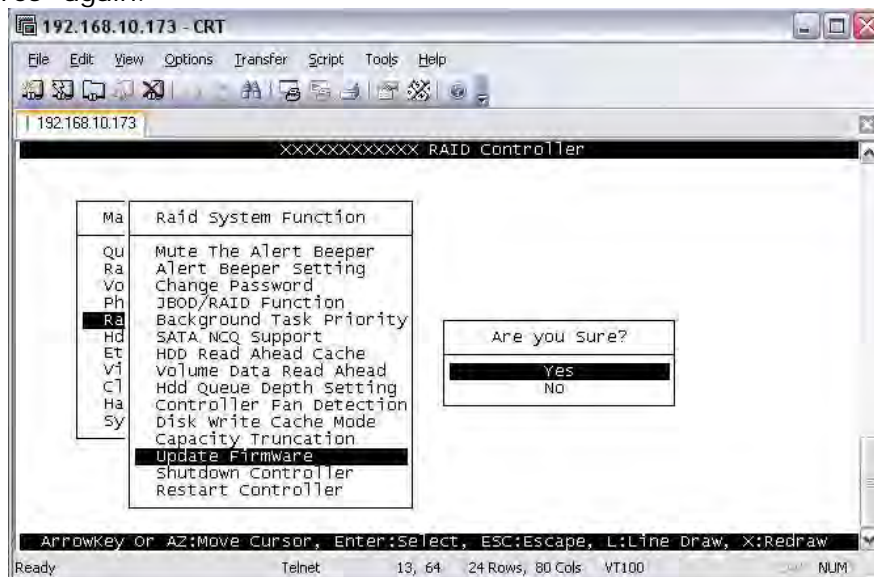 192.168.10.173 - CRT
File Edit View Options Transfer Script Tools Help
192.168.10.173
XXXXXXXXXXXX RAID Controller
Ma
Raid System Function
Qu
Ra
Vo
Ph
Ra
Hd
Et
Vi
Cl
Ha
Sy
Mute The Alert Beeper
Alert Beeper Setting
Change Password
JBOD/RAID Function
Background Task Priority
SATA NCQ Support
HDD Read Ahead Cache
Volume Data Read Ahead
Hdd Queue Depth Setting
Controller Fan Detection
Disk Write Cache Mode
Capacity Truncation
Update Firmware
Shutdown Controller
Restart Controller
Are you Sure?
Yes
No
ArrowKey Or AZ:Move Cursor, Enter:Select, ESC:Escape, L:Line Draw, X:Redraw
Ready Telnet 13, 64 24 Rows, 80 Cols VT100 NUM